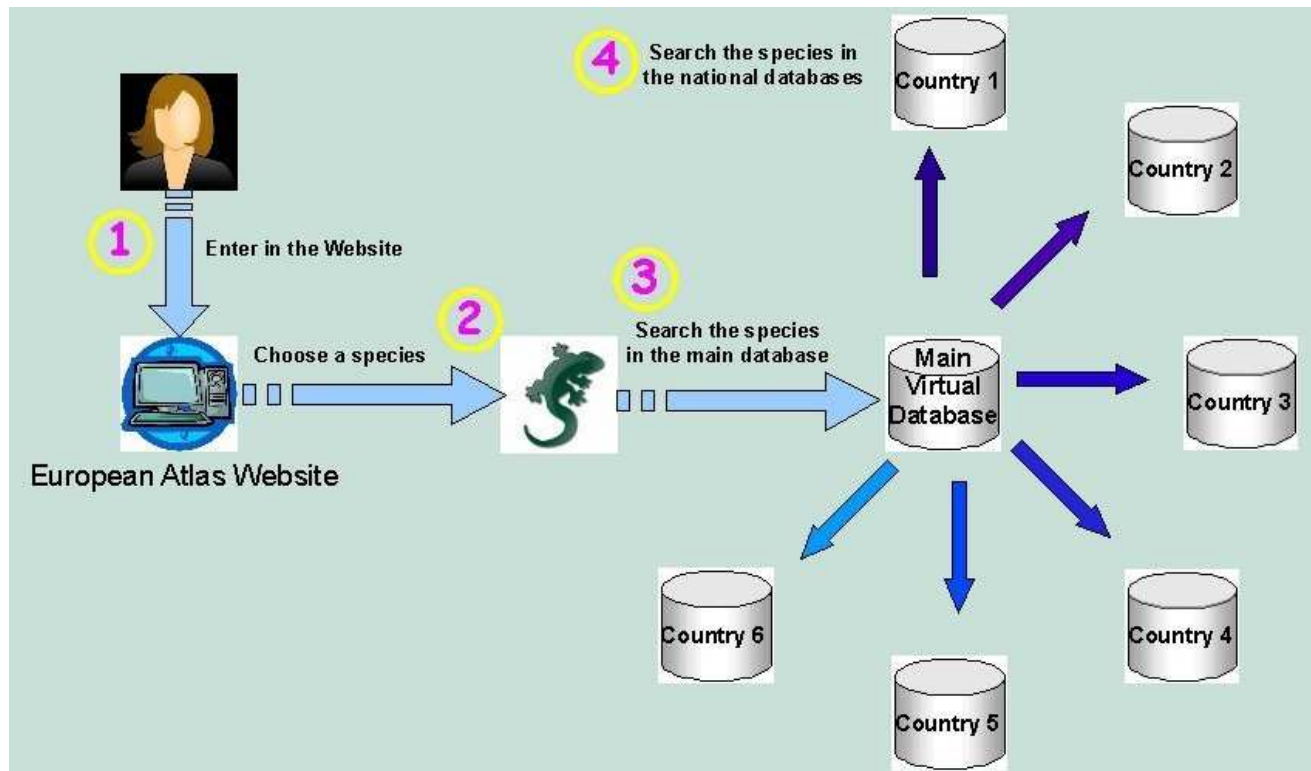 4
Search the species in
the national databases
Country 1
Country 2
1
Enter in the Website
2
3
Choose a species
Search the species
in the main database
Main
Virtual
Database
Country 3
European Atlas Website
Country 6
Country 4
Country 5